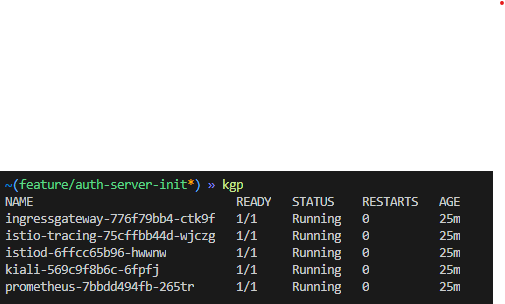 ~(feature/auth-server-init*) » kgp
NAME READY STATUS RESTARTS AGE
ingressgateway-776f79bb4-ctk9f 1/1 Running 0 25m
istio-tracing-75cffbb44d-wjczg 1/1 Running 0 25m
istiod-6ffcc65b96-hwwnw 1/1 Running 0 25m
kiali-569c9f8b6c-6fpfj 1/1 Running 0 25m
prometheus-7bbdd494fb-265tr 1/1 Running 0 25m